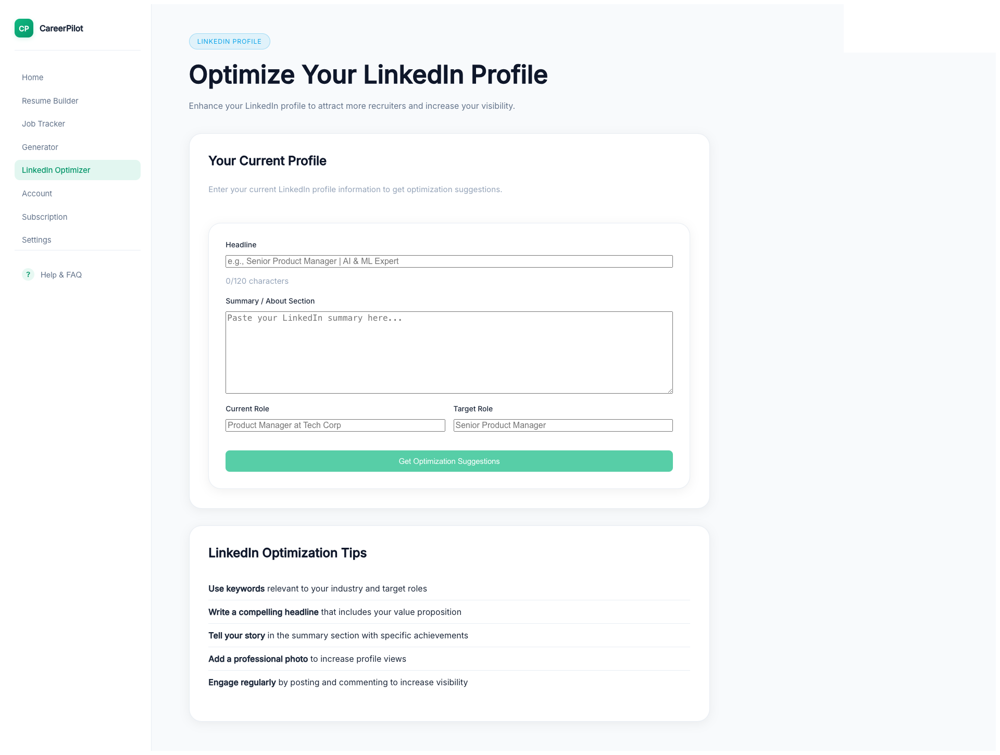 CP CareerPilot
Home
Resume Builder
Job Tracker
Generator
LinkedIn Optimizer
Account
Subscription
Settings
? Help & FAQ
LINKEDIN PROFILE
Optimize Your LinkedIn Profile
Enhance your LinkedIn profile to attract more recruiters and increase your visibility.
Your Current Profile
Enter your current LinkedIn profile information to get optimization suggestions.
Headline
e.g., Senior Product Manager | AI & ML Expert
0/120 characters
Summary / About Section
Paste your LinkedIn summary here...
Current Role
Product Manager at Tech Corp
Target Role
Senior Product Manager
Get Optimization Suggestions
LinkedIn Optimization Tips
Use keywords relevant to your industry and target roles
Write a compelling headline that includes your value proposition
Tell your story in the summary section with specific achievements
Add a professional photo to increase profile views
Engage regularly by posting and commenting to increase visibility